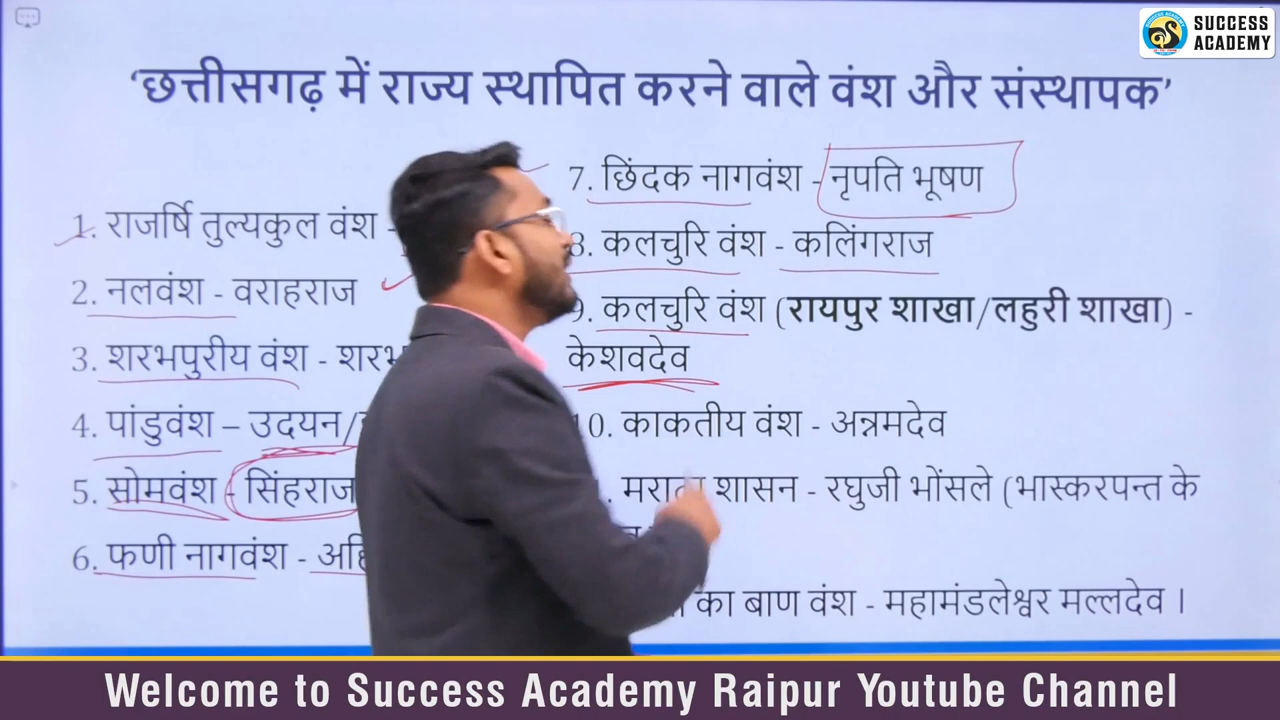 SUCCESS
ACADEMY
'छत्तीसगढ़ में राज्य स्थापित करने वाले वंश और संस्थापक'
1. राजर्षि तुल्यकुल वंश -
2. नलवंश - वराहराज
3. शरभपुरीय वंश -
4. पांडुवंश – उदयन/
5. सोमवंश - सिंहराज
6. फणी नागवंश -
7. छिंदक नागवंश - नृपति भूषण
8. कलचुरि वंश - कलिंगराज
9. कलचुरि वंश (रायपुर शाखा/लहुरी शाखा) -
केशवदेव
10. काकतीय वंश - अन्नमदेव
मराठा शासन - रघुजी भोंसले (भास्करपन्त के
का बाण वंश - महामंडलेश्वर मल्लदेव ।
Welcome to Success Academy Raipur Youtube Channel